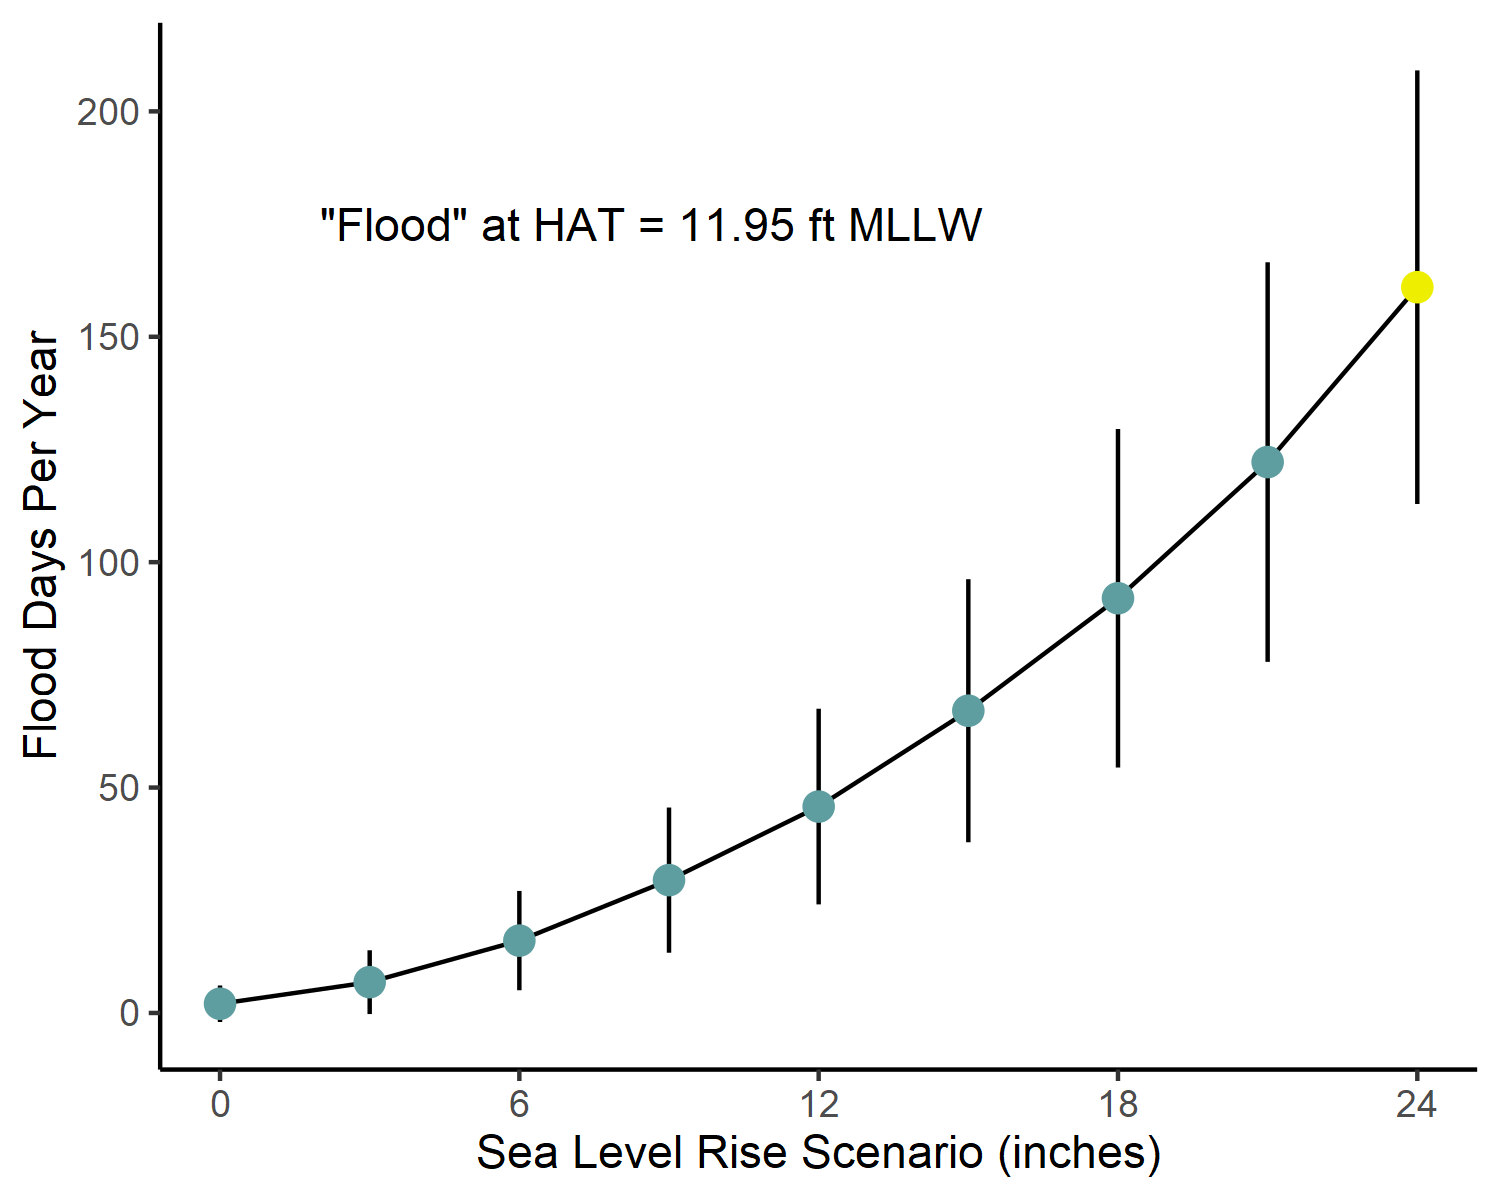 200
"Flood" at HAT = 11.95 ft MLLW
150
100
50
0
Flood Days Per Year
0 6 12 18 24
Sea Level Rise Scenario (inches)